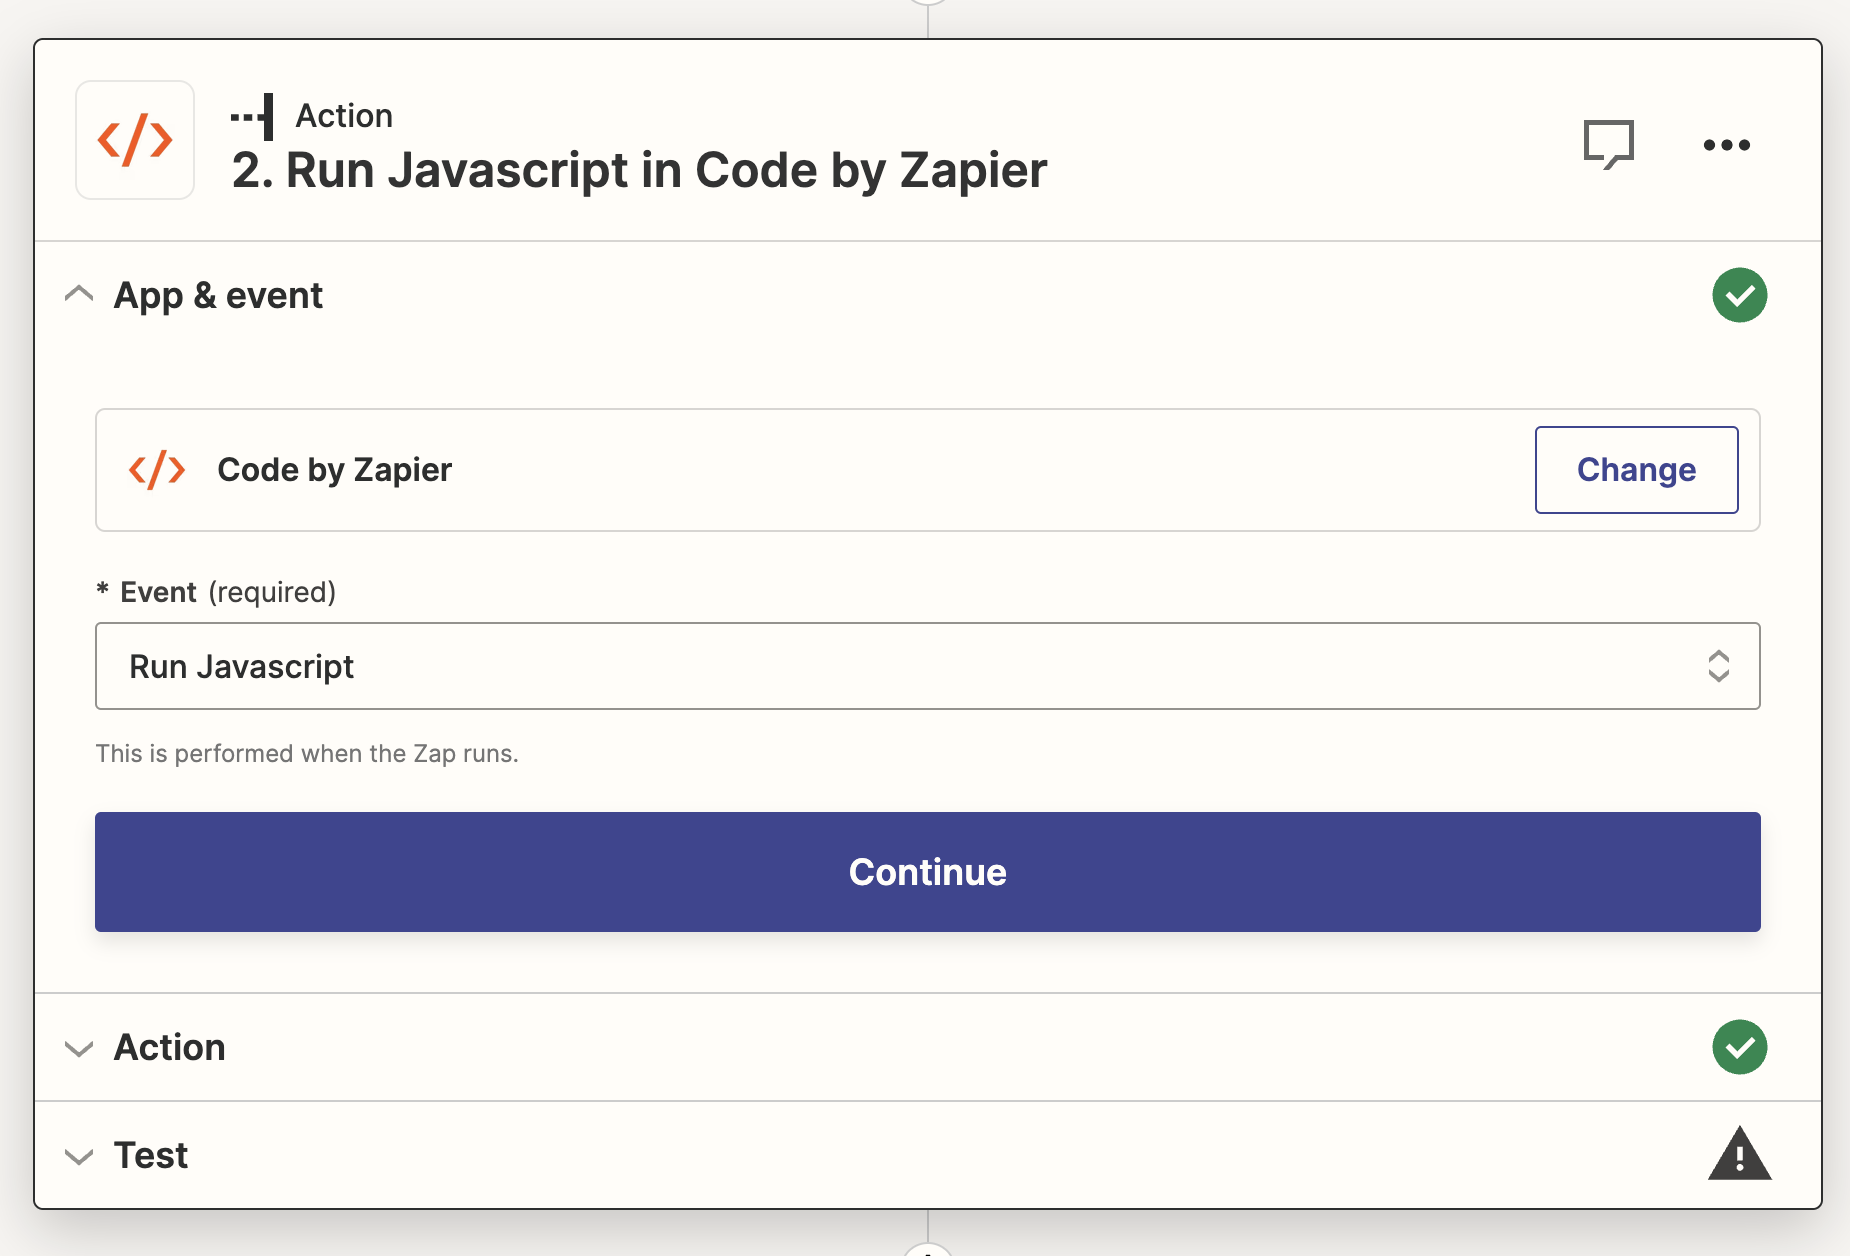 Action
2. Run Javascript in Code by Zapier
App & event
Code by Zapier
Change
* Event (required)
Run Javascript
This is performed when the Zap runs.
Continue
Action
Test